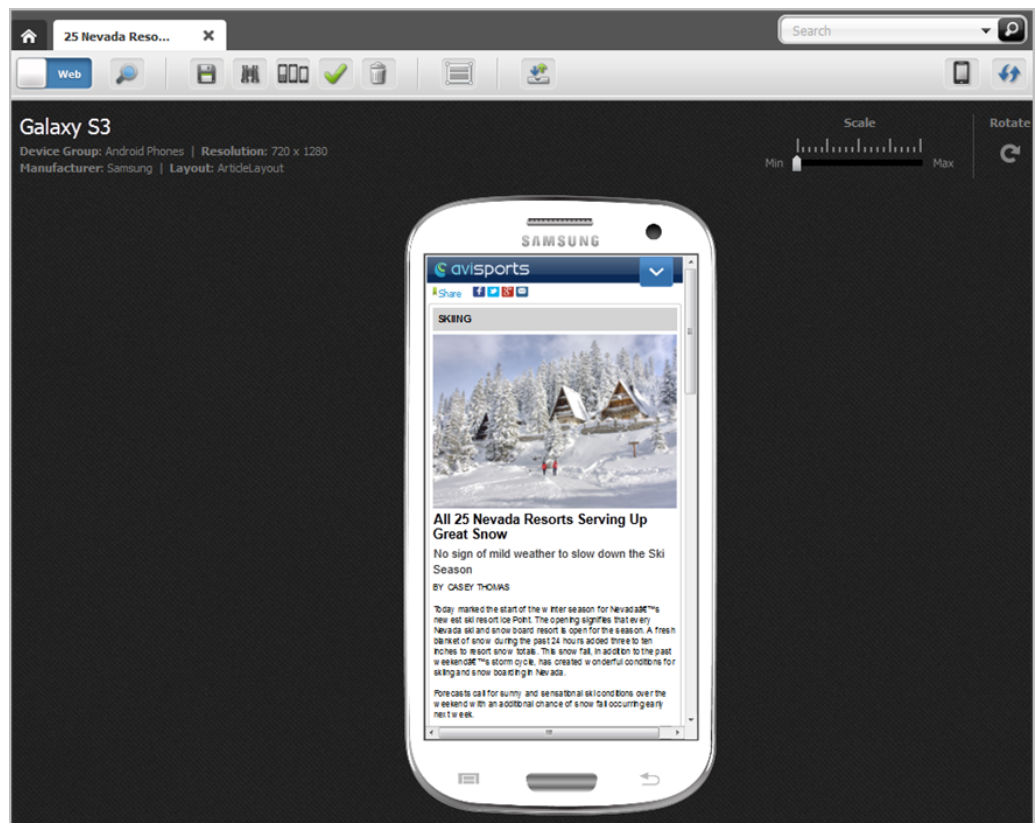 25 Nevada Reso...
Search
Web
Galaxy S3
Device Group: Android Phones | Resolution: 720 x 1280
Manufacturer: Samsung | Layout: ArticleLayout
Scale
Min
Max
Rotate
SAMSUNG
avisports
Share
SKIING
All 25 Nevada Resorts Serving Up
Great Snow
No sign of mild weather to slow down the Ski
Season
BY CASEY THOMAS
Today marked the start of the winter season for Nevadaâ€™s
newest ski resort Ice Point. The opening signifies that every
Nevada ski and snowboard resort is open for the season. A fresh
blanket of snow during the past 24 hours added three to ten
inches to resort snow totals. This snow fall, in addition to the past
weekendâ€™s storm cycle, has created wonderful conditions for
skiing and snowboarding in Nevada.
Forecasts call for sunny and sensational ski conditions over the
weekend with an additional chance of snow fall occurring early
next week.